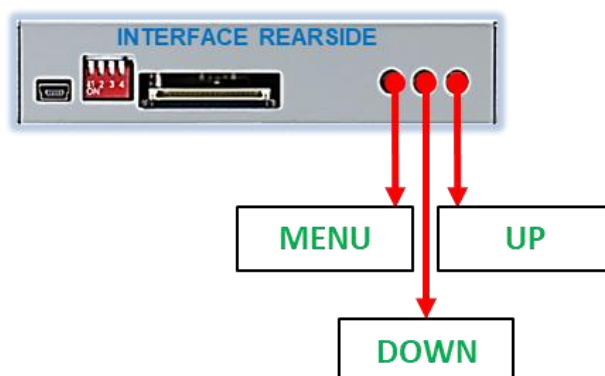 INTERFACE REARSIDE
1 2 3 4
ON
MENU
UP
DOWN